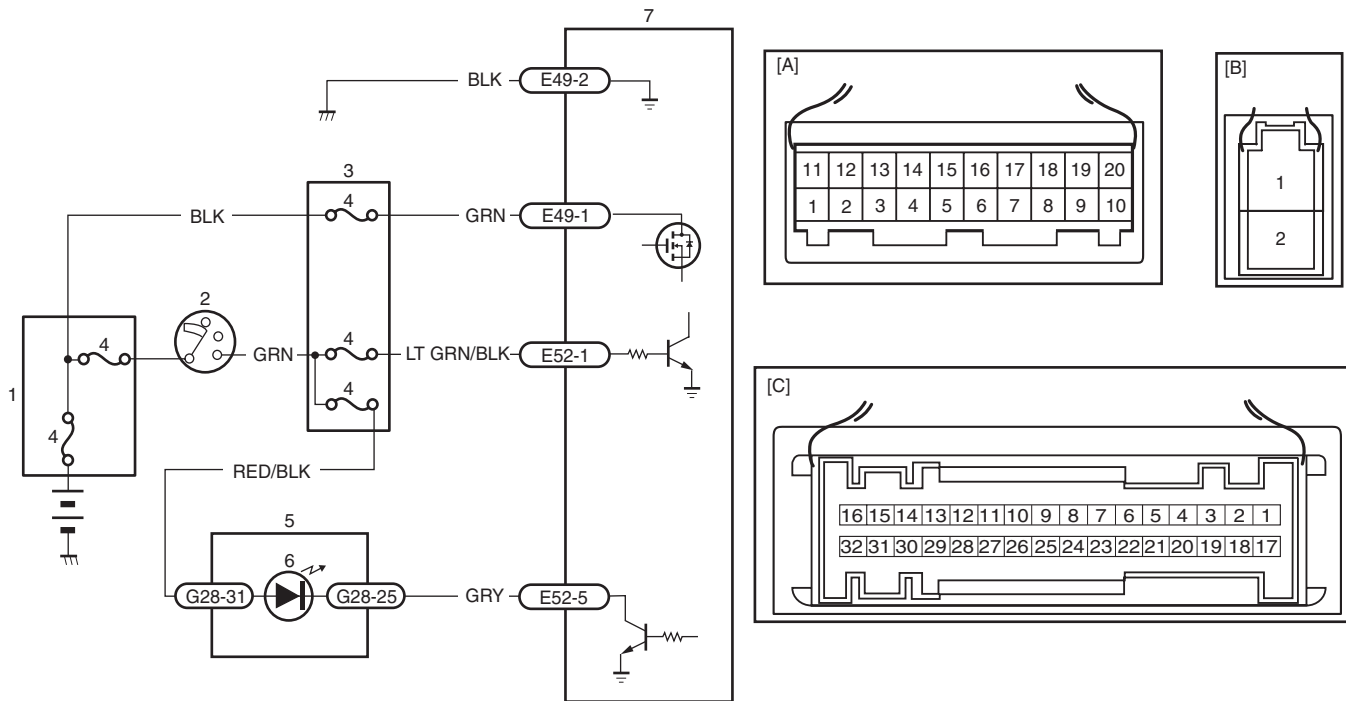 7
BLK E49-2
3
4
BLK GRN E49-1
2
4
GRN LT GRN/BLK E52-1
4
4
1
4
RED/BLK
5
6
G28-31 G28-25 GRY E52-5
[A]
11 12 13 14 15 16 17 18 19 20
1 2 3 4 5 6 7 8 9 10
[B]
1
2
[C]
16 15 14 13 12 11 10 9 8 7 6 5 4 3 2 1
32 31 30 29 28 27 26 25 24 23 22 21 20 19 18 17